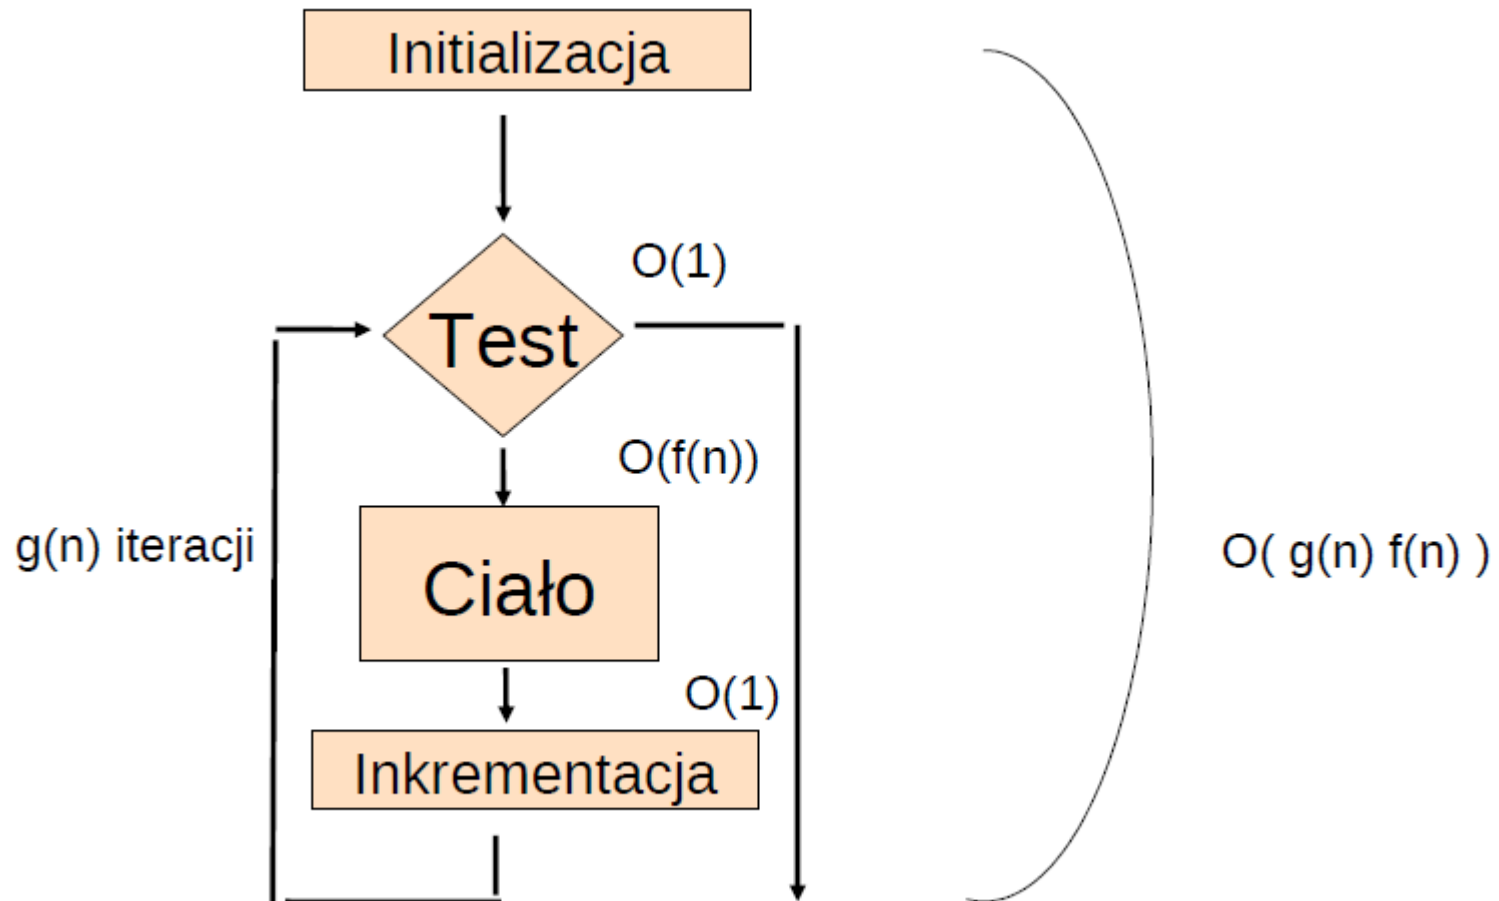 Initializacja
O(1)
Test
O(f(n))
g(n) iteracji
O( g(n) f(n) )
Ciało
O(1)
Inkrementacja